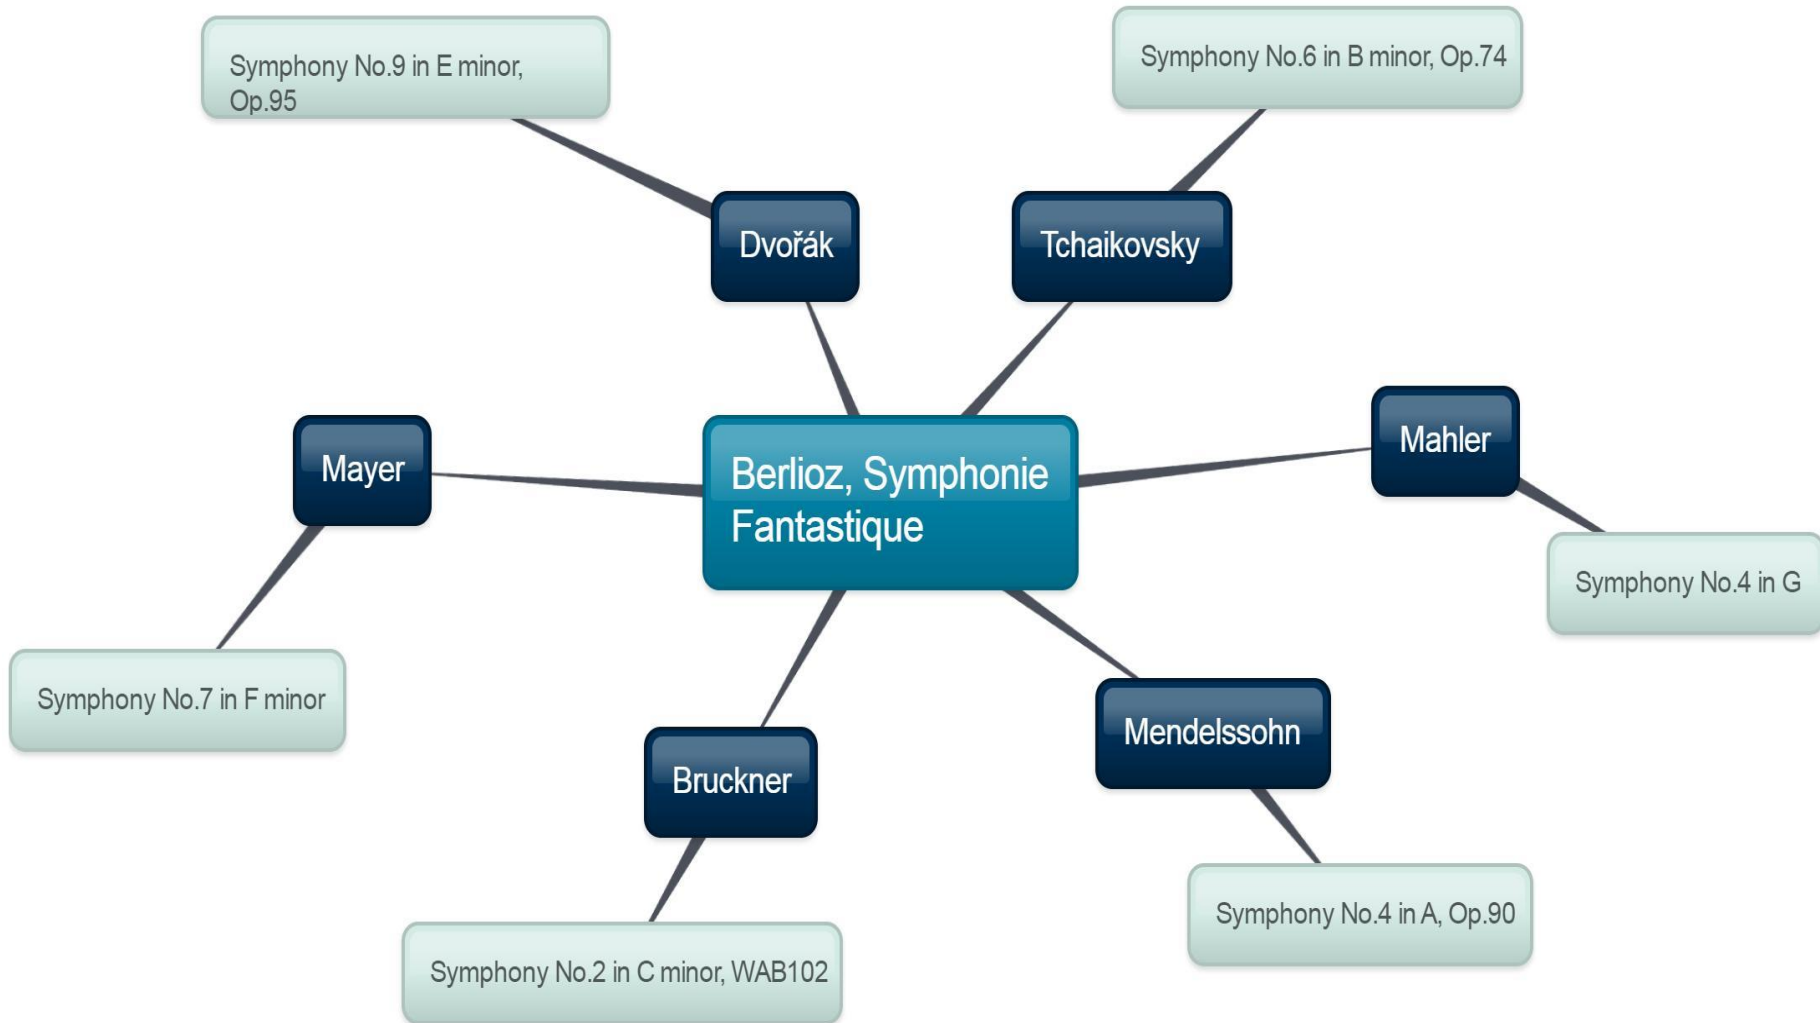 Symphony No.9 in E minor,
Op.95
Symphony No.6 in B minor, Op.74
Dvořák
Tchaikovsky
Mahler
Mayer
Berlioz, Symphonie
Fantastique
Symphony No.4 in G
Symphony No.7 in F minor
Mendelssohn
Bruckner
Symphony No.4 in A, Op.90
Symphony No.2 in C minor, WAB102